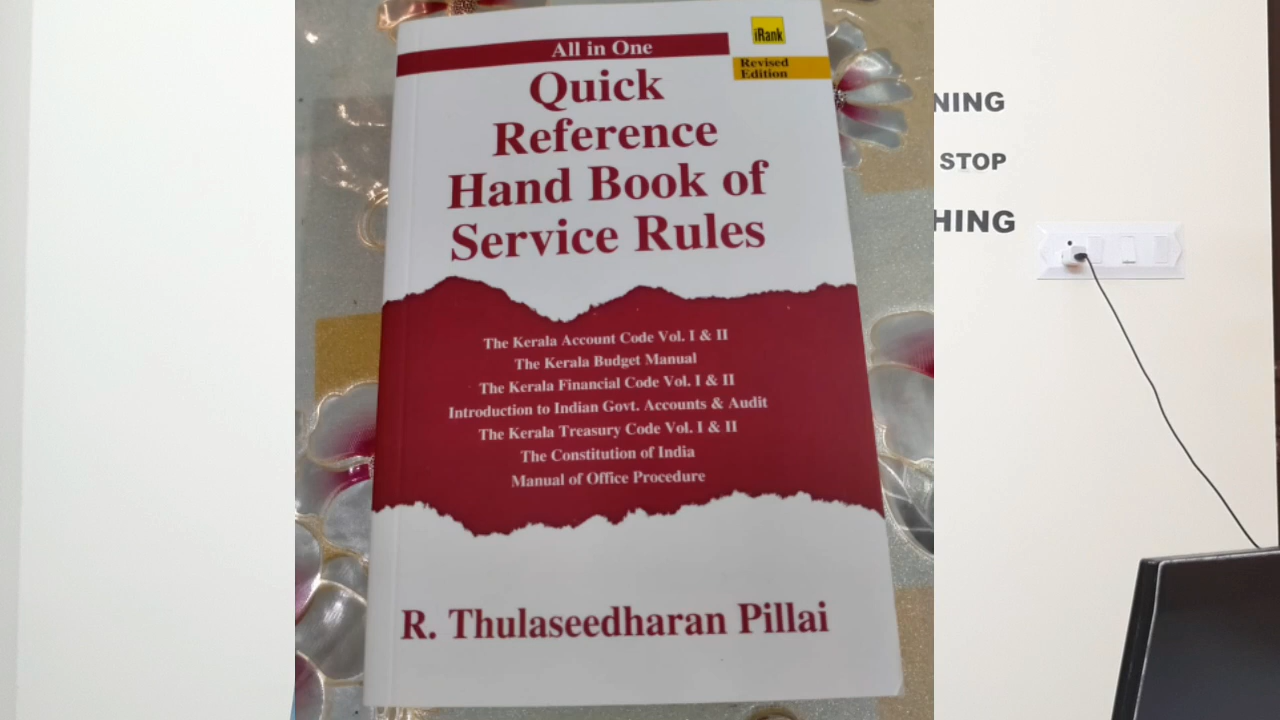 All in One
iRank
Revised
Edition
Quick
Reference
Hand Book of
Service Rules
The Kerala Account Code Vol. I & II
The Kerala Budget Manual
The Kerala Financial Code Vol. I & II
Introduction to Indian Govt. Accounts & Audit
The Kerala Treasury Code Vol. I & II
The Constitution of India
Manual of Office Procedure
R. Thulaseedharan Pillai
NING
STOP
HING